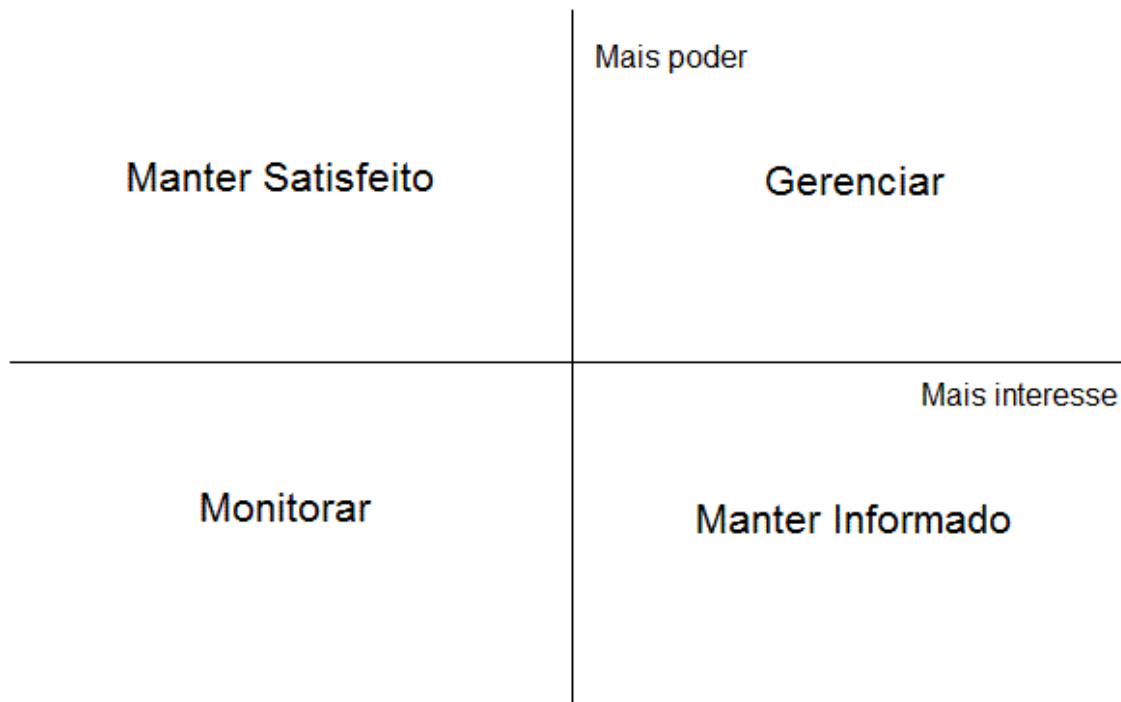 Mais poder
Manter Satisfeito
Gerenciar
Mais interesse
Monitorar
Manter Informado